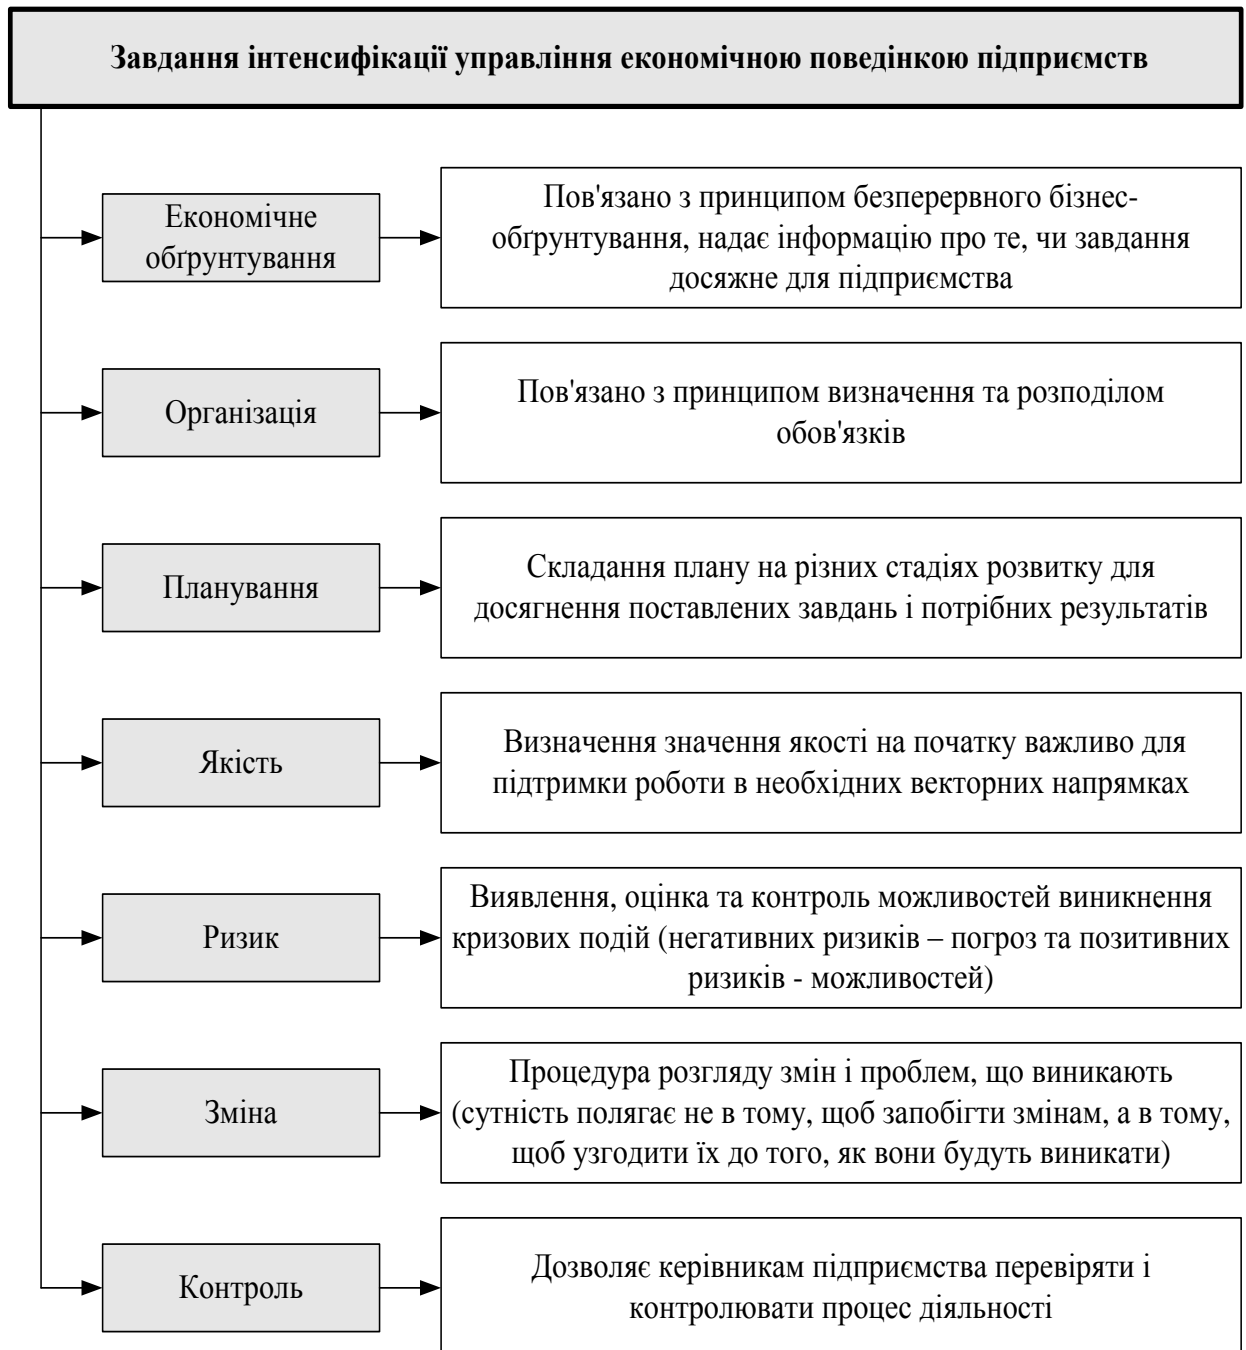 Завдання інтенсифікації управління економічною поведінкою підприємств
Економічне
обґрунтування
Пов'язано з принципом безперервного бізнес-
обґрунтування, надає інформацію про те, чи завдання
досяжне для підприємства
Організація
Пов'язано з принципом визначення та розподілом
обов'язків
Планування
Складання плану на різних стадіях розвитку для
досягнення поставлених завдань і потрібних результатів
Якість
Визначення значення якості на початку важливо для
підтримки роботи в необхідних векторних напрямках
Ризик
Виявлення, оцінка та контроль можливостей виникнення
кризових подій (негативних ризиків – погроз та позитивних
ризиків - можливостей)
Зміна
Процедура розгляду змін і проблем, що виникають
(сутність полягає не в тому, щоб запобігти змінам, а в тому,
щоб узгодити їх до того, як вони будуть виникати)
Контроль
Дозволяє керівникам підприємства перевіряти і
контролювати процес діяльності